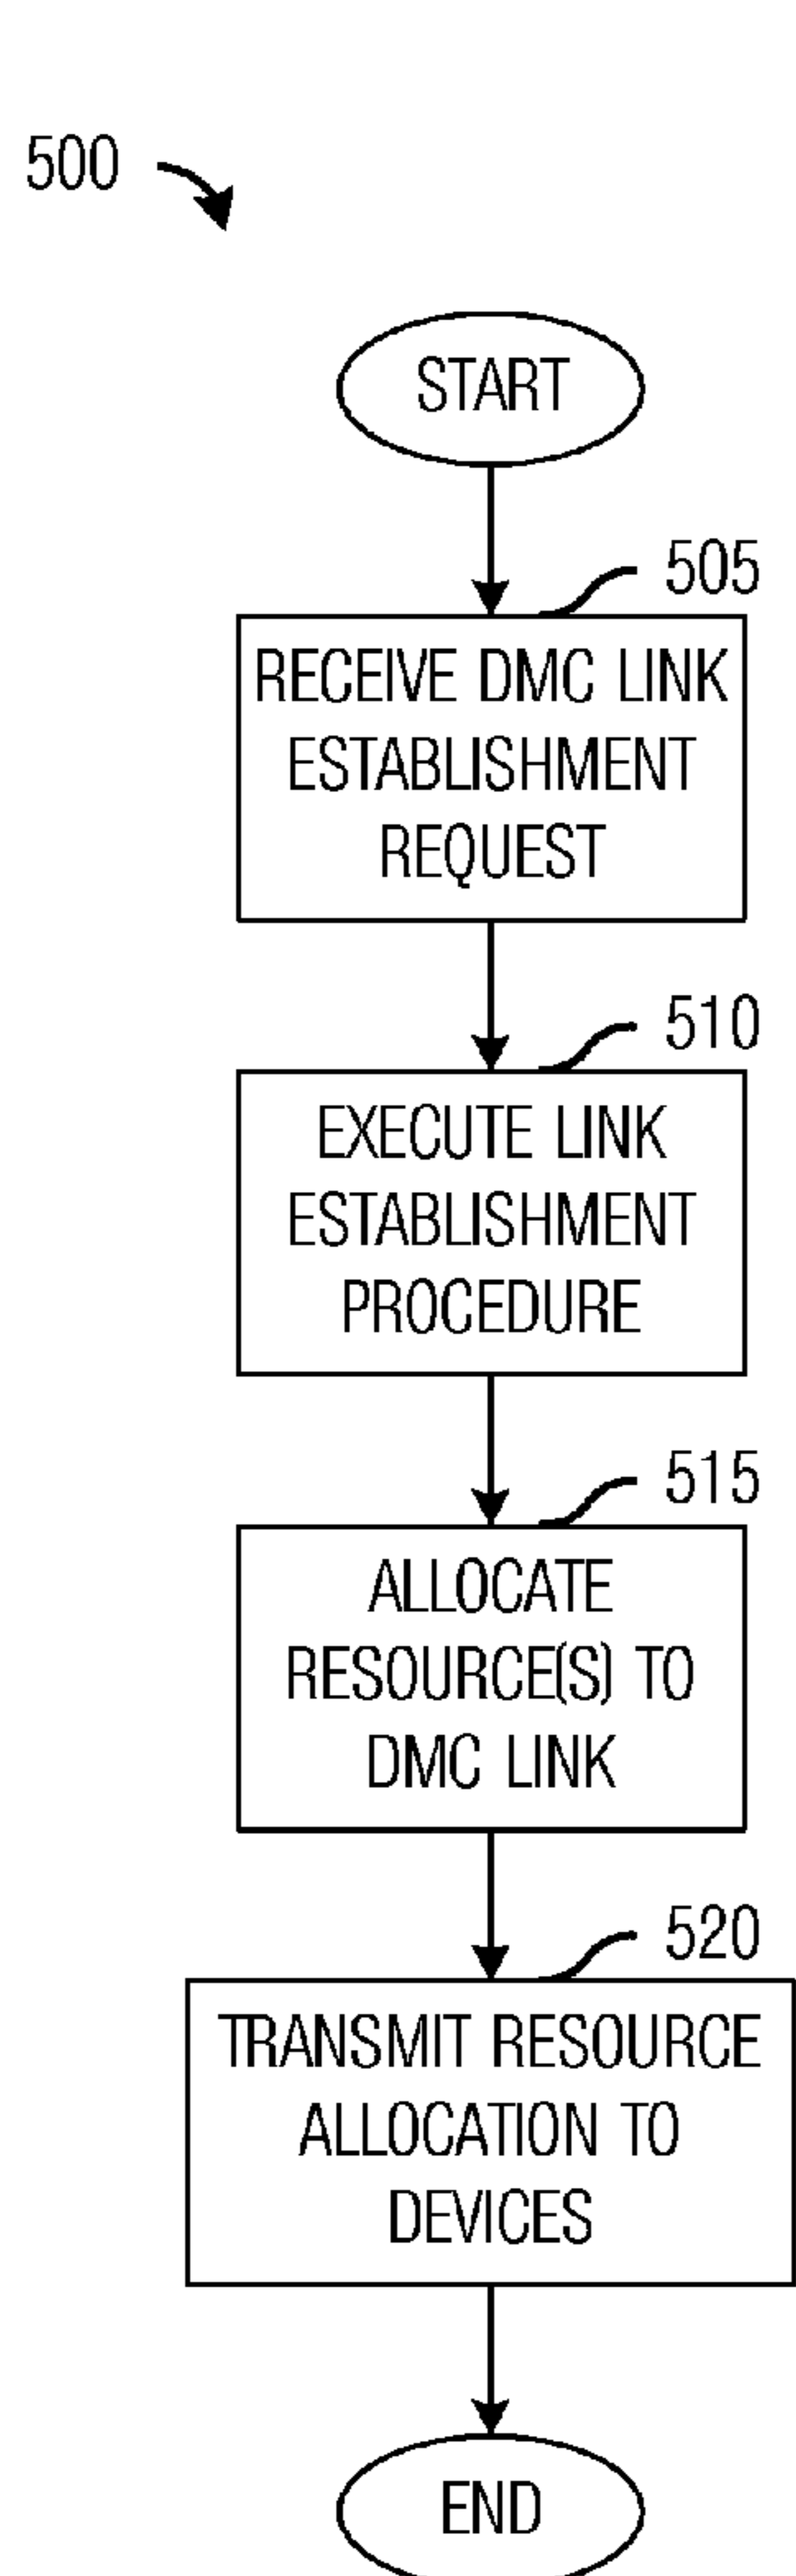 500
START
505
RECEIVE DMC LINK
ESTABLISHMENT
REQUEST
510
EXECUTE LINK
ESTABLISHMENT
PROCEDURE
515
ALLOCATE
RESOURCE(S) TO
DMC LINK
520
TRANSMIT RESOURCE
ALLOCATION TO
DEVICES
END